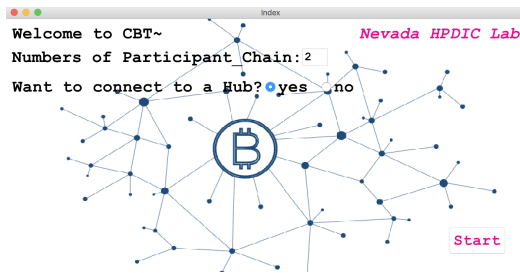 Index
Welcome to CBT~
Nevada HPDIC Lab
Numbers of Participant_Chain: 2
Want to connect to a Hub? yes no
Start